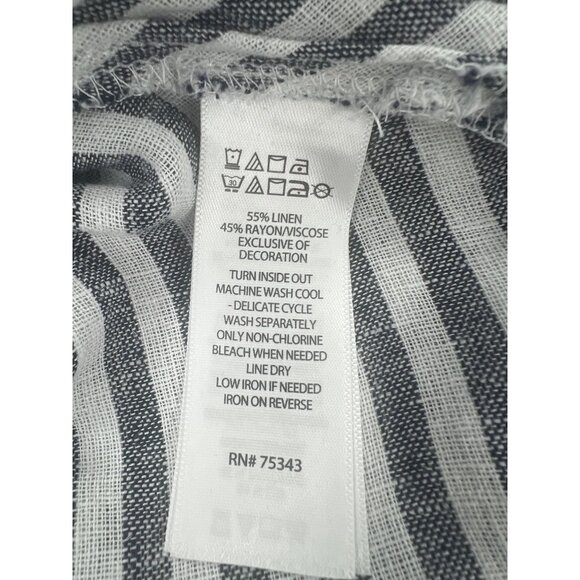 30
55% LINEN
45% RAYON/VISCOSE
EXCLUSIVE OF
DECORATION
TURN INSIDE OUT
MACHINE WASH COOL
- DELICATE CYCLE
WASH SEPARATELY
ONLY NON-CHLORINE
BLEACH WHEN NEEDED
LINE DRY
LOW IRON IF NEEDED
IRON ON REVERSE
RN# 75343